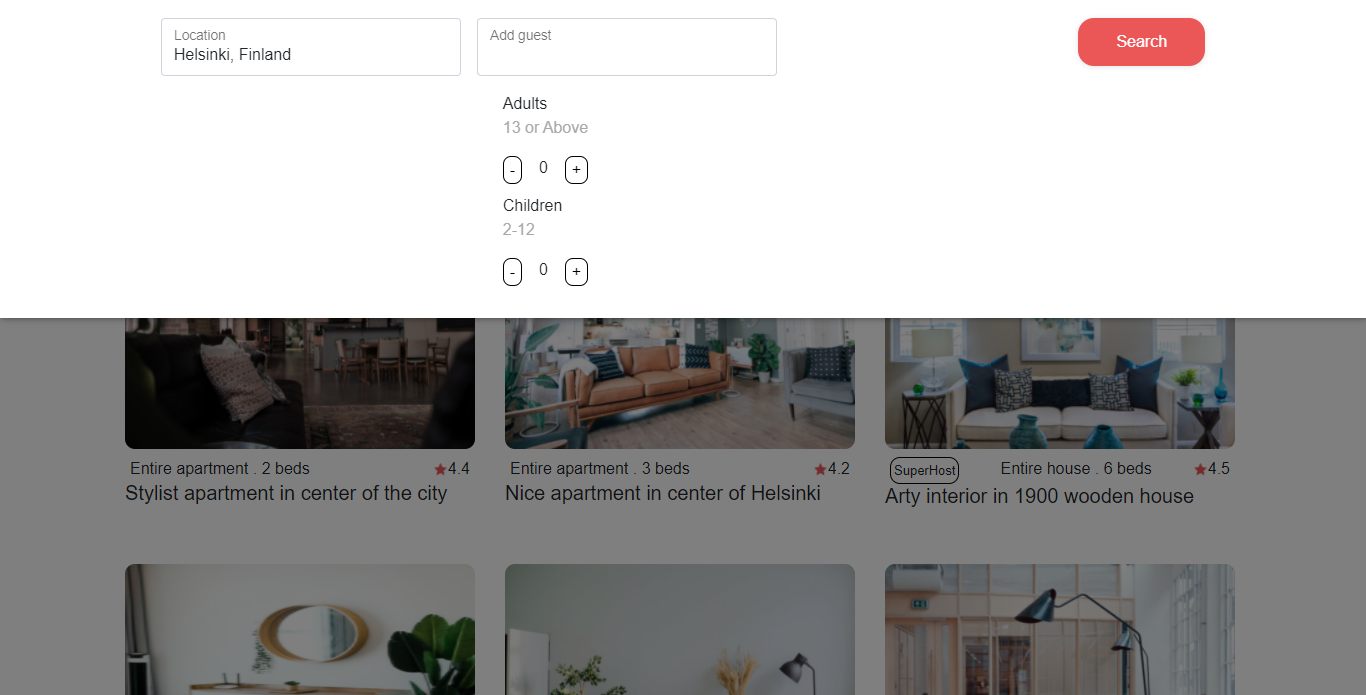 Location
Helsinki, Finland
Add guest
Search
Adults
13 or Above
- 0 +
Children
2-12
- 0 +
Entire apartment . 2 beds 4.4
Stylist apartment in center of the city
Entire apartment . 3 beds 4.2
Nice apartment in center of Helsinki
SuperHost Entire house . 6 beds 4.5
Arty interior in 1900 wooden house